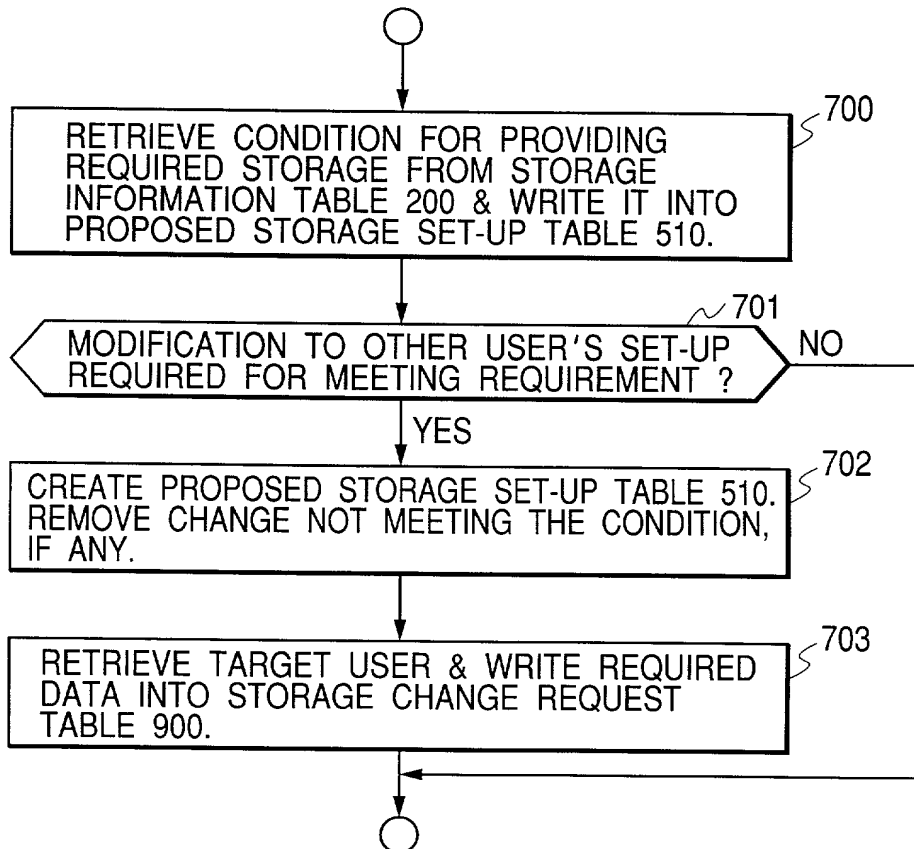 700
RETRIEVE CONDITION FOR PROVIDING
REQUIRED STORAGE FROM STORAGE
INFORMATION TABLE 200 & WRITE IT INTO
PROPOSED STORAGE SET-UP TABLE 510.
701
MODIFICATION TO OTHER USER'S SET-UP
REQUIRED FOR MEETING REQUIREMENT ?
NO
YES
702
CREATE PROPOSED STORAGE SET-UP TABLE 510.
REMOVE CHANGE NOT MEETING THE CONDITION,
IF ANY.
703
RETRIEVE TARGET USER & WRITE REQUIRED
DATA INTO STORAGE CHANGE REQUEST
TABLE 900.